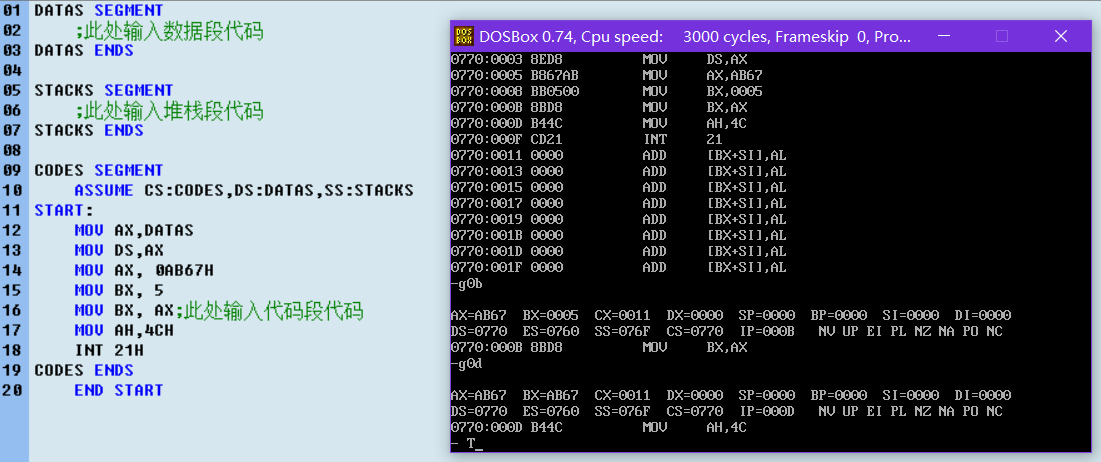 01 DATAS SEGMENT
02 ;此处输入数据段代码
03 DATAS ENDS
04
05 STACKS SEGMENT
06 ;此处输入堆栈段代码
07 STACKS ENDS
08
09 CODES SEGMENT
10 ASSUME CS:CODES,DS:DATAS,SS:STACKS
11 START:
12 MOV AX,DATAS
13 MOV DS,AX
14 MOV AX, 0AB67H
15 MOV BX, 5
16 MOV BX, AX;此处输入代码段代码
17 MOV AH,4CH
18 INT 21H
19 CODES ENDS
20 END START
DOSBox 0.74, Cpu speed: 3000 cycles, Frameskip 0, Pro...
0770:0003 8ED8 MOV DS,AX
0770:0005 B867AB MOV AX,AB67
0770:0008 BB0500 MOV BX,0005
0770:000B 8BD8 MOV BX,AX
0770:000D B44C MOV AH,4C
0770:000F CD21 INT 21
0770:0011 0000 ADD [BX+SI],AL
0770:0013 0000 ADD [BX+SI],AL
0770:0015 0000 ADD [BX+SI],AL
0770:0017 0000 ADD [BX+SI],AL
0770:0019 0000 ADD [BX+SI],AL
0770:001B 0000 ADD [BX+SI],AL
0770:001D 0000 ADD [BX+SI],AL
0770:001F 0000 ADD [BX+SI],AL
-g0b
AX=AB67 BX=0005 CX=0011 DX=0000 SP=0000 BP=0000 SI=0000 DI=0000
DS=0770 ES=0760 SS=076F CS=0770 IP=000B NV UP EI PL NZ NA PO NC
0770:000B 8BD8 MOV BX,AX
-g0d
AX=AB67 BX=AB67 CX=0011 DX=0000 SP=0000 BP=0000 SI=0000 DI=0000
DS=0770 ES=0760 SS=076F CS=0770 IP=000D NV UP EI PL NZ NA PO NC
0770:000D B44C MOV AH,4C
- T_